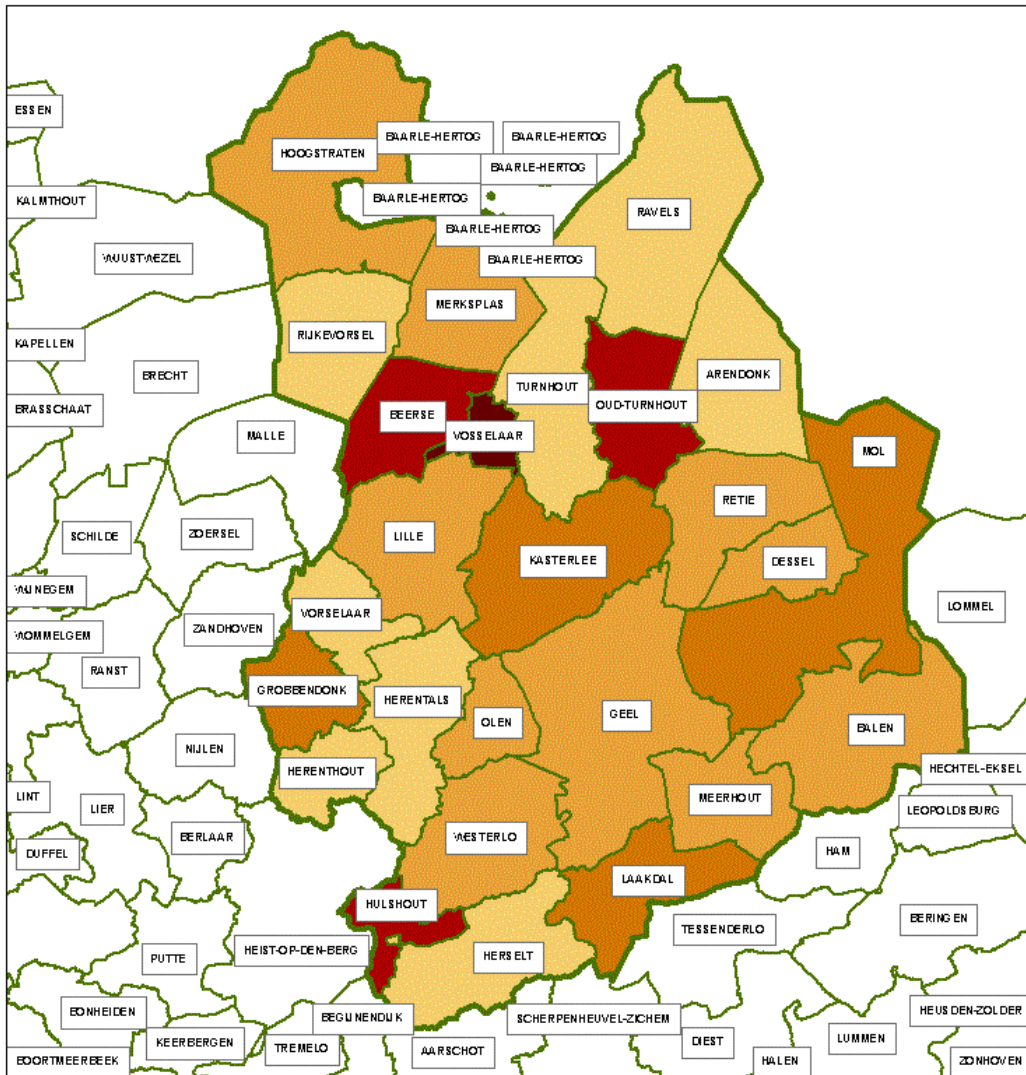 ESSEN
BAARLE-HERTOG
BAARLE-HERTOG
HOOGSTRATEN
BAARLE-HERTOG
KALMTHOUT
BAARLE-HERTOG
RAVELS
BAARLE-HERTOG
WUUSTWEZEL
BAARLE-HERTOG
MERKSPLAS
RIJKEVORSEL
KAPELLEN
BRECHT
TURNHOUT
ARENDONK
BRASSCHAAT
BEERSE
OUD-TURNHOUT
MALLE
VOSSELAAR
MOL
RETIE
SCHILDE
ZOERSEL
LILLE
KASTERLEE
DESSEL
WIJNEGEM
LOMMEL
VORSELAAR
WOMMELGEM
ZANDHOVEN
RANST
GROBBENDONK
HERENTALS
OLEN
GEEL
BALEN
NIJLEN
HERENTHOUT
HECHTEL-EKSEL
LINT
LIER
MEERHOUT
LEOPOLDSBURG
BERLAAR
WESTERLO
DUFFEL
HAM
LAAKDAL
HULSHOUT
BERINGEN
TESSENDERLO
HEIST-OP-DEN-BERG
PUTTE
HERSELT
BONHEIDEN
BEGIJNENDIJK
SCHERPENHEUVEL-ZICHEM
HEUSDEN-ZOLDER
KEERBERGEN
TREMELO
AARSCHOT
DIEST
LUMMEN
BOORTMEERBEEK
HALEN
ZONHOVEN